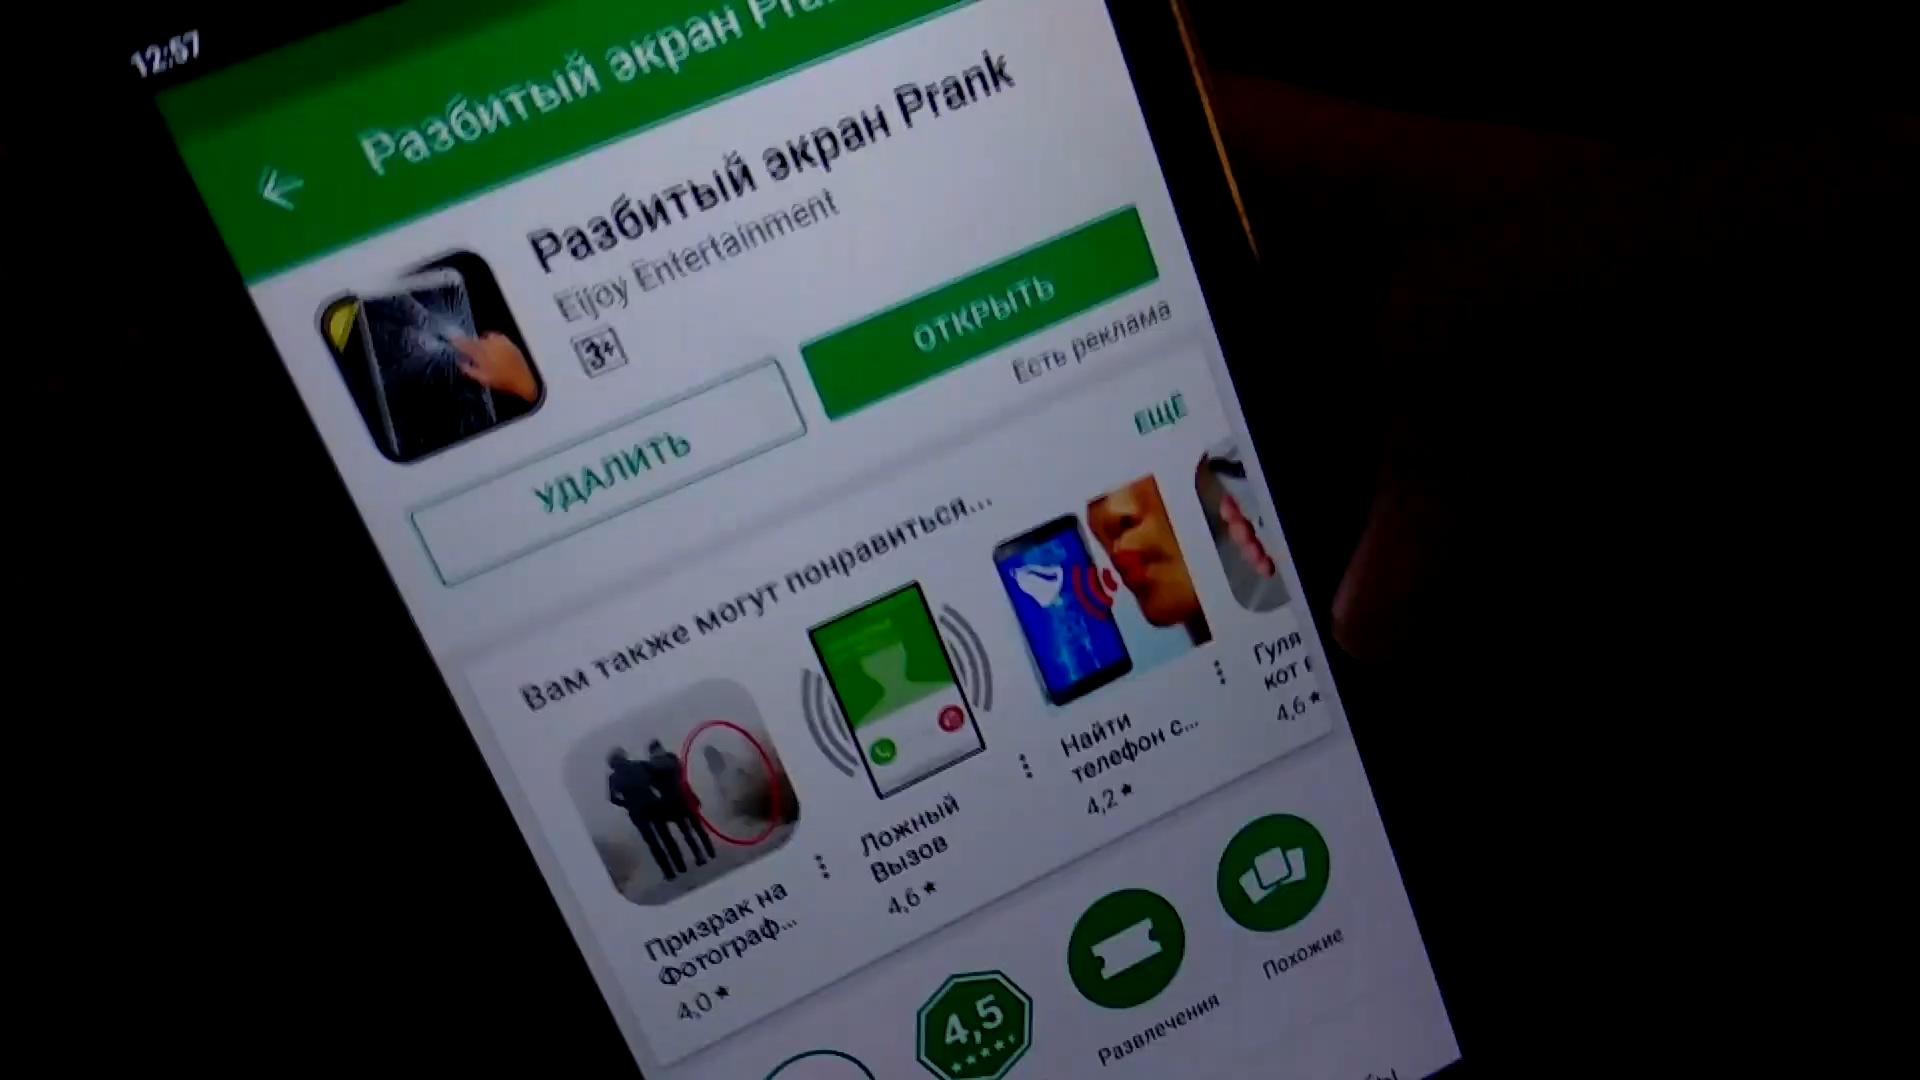 12:57
Разбитый экран
Разбитый экран Prank
Eijoy Entertainment
3+
УДАЛИТЬ
ОТКРЫТЬ
Есть реклама
Вам также могут понравиться...
ЕЩЁ
Призрак на
Фотограф...
4,0★
Ложный
Вызов
4,6★
Найти
телефон с...
4,2★
Гуля
кот
4,6★
4,5
Развлечения
Похожие